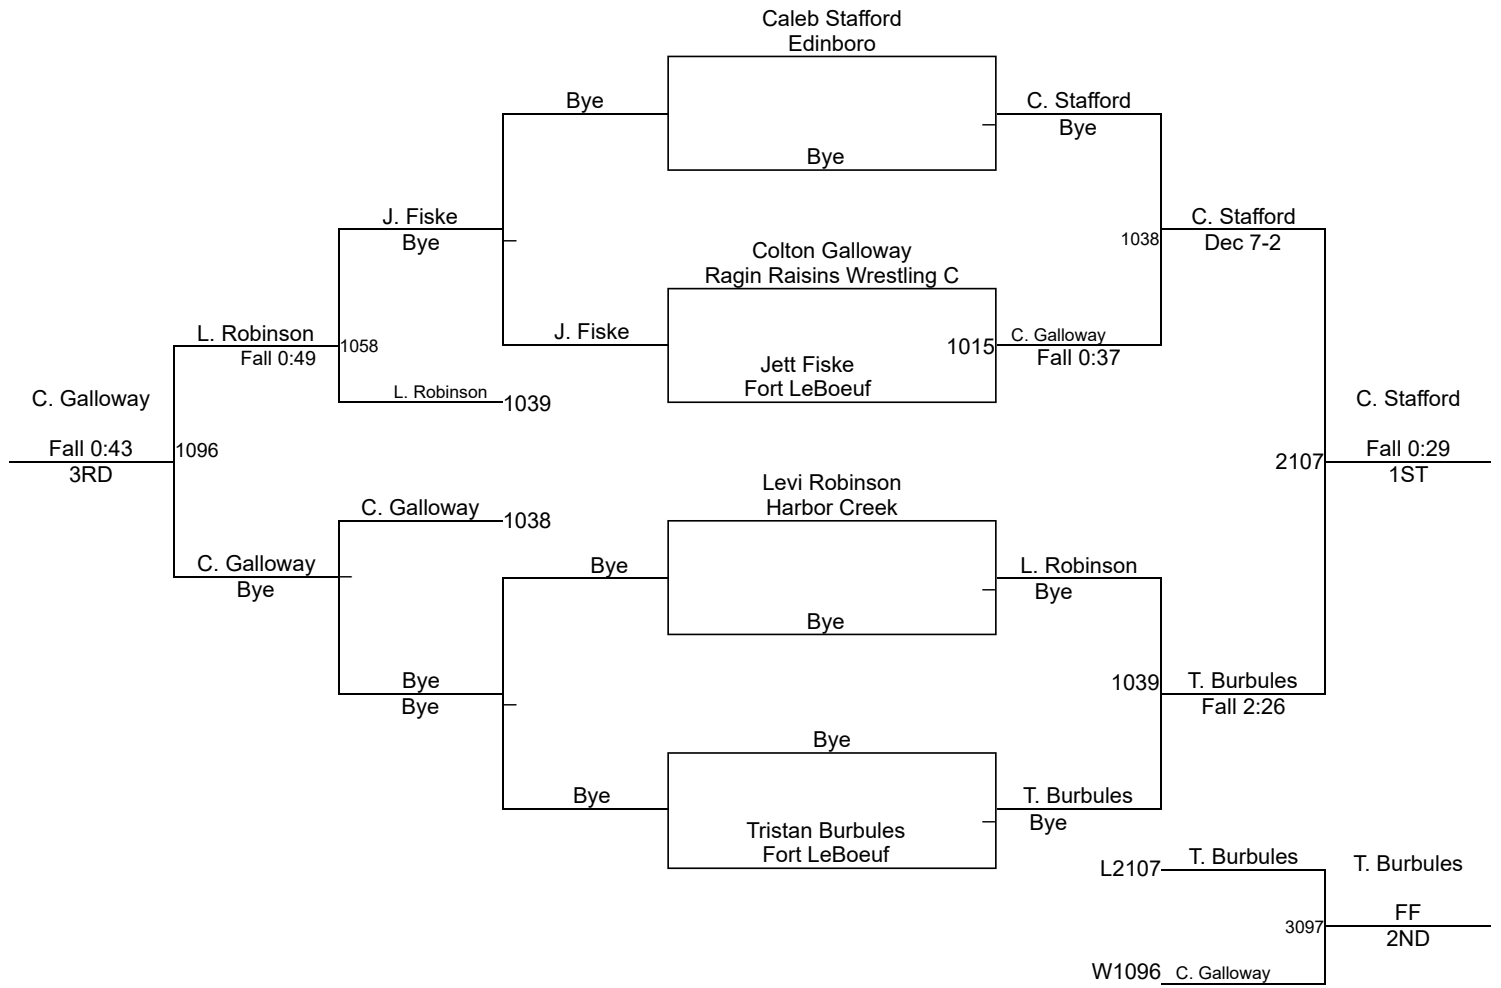 Caleb Stafford
Edinboro
Bye
C. Stafford
Bye
Bye
J. Fiske
Bye
C. Stafford
Dec 7-2
1038
Colton Galloway
Ragin Raisins Wrestling C
J. Fiske
L. Robinson
Fall 0:49
1058
1015
C. Galloway
Fall 0:37
Jett Fiske
Fort LeBoeuf
L. Robinson
1039
C. Galloway
Fall 0:43
3RD
1096
C. Stafford
Fall 0:29
1ST
2107
Levi Robinson
Harbor Creek
C. Galloway
1038
C. Galloway
Bye
Bye
L. Robinson
Bye
Bye
Bye
Bye
1039
T. Burbules
Fall 2:26
Bye
Bye
T. Burbules
Bye
Tristan Burbules
Fort LeBoeuf
L2107
T. Burbules
T. Burbules
FF
2ND
3097
W1096
C. Galloway